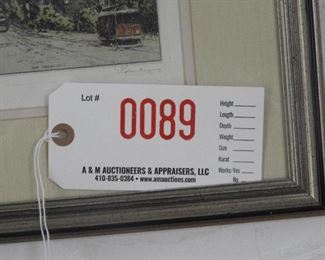 Lot #
0089
Height
Length
Depth
Weight
Size
Karat
Works: Yes
No
A & M AUCTIONEERS & APPRAISERS, LLC
410-835-0384 • www.amauctions.com